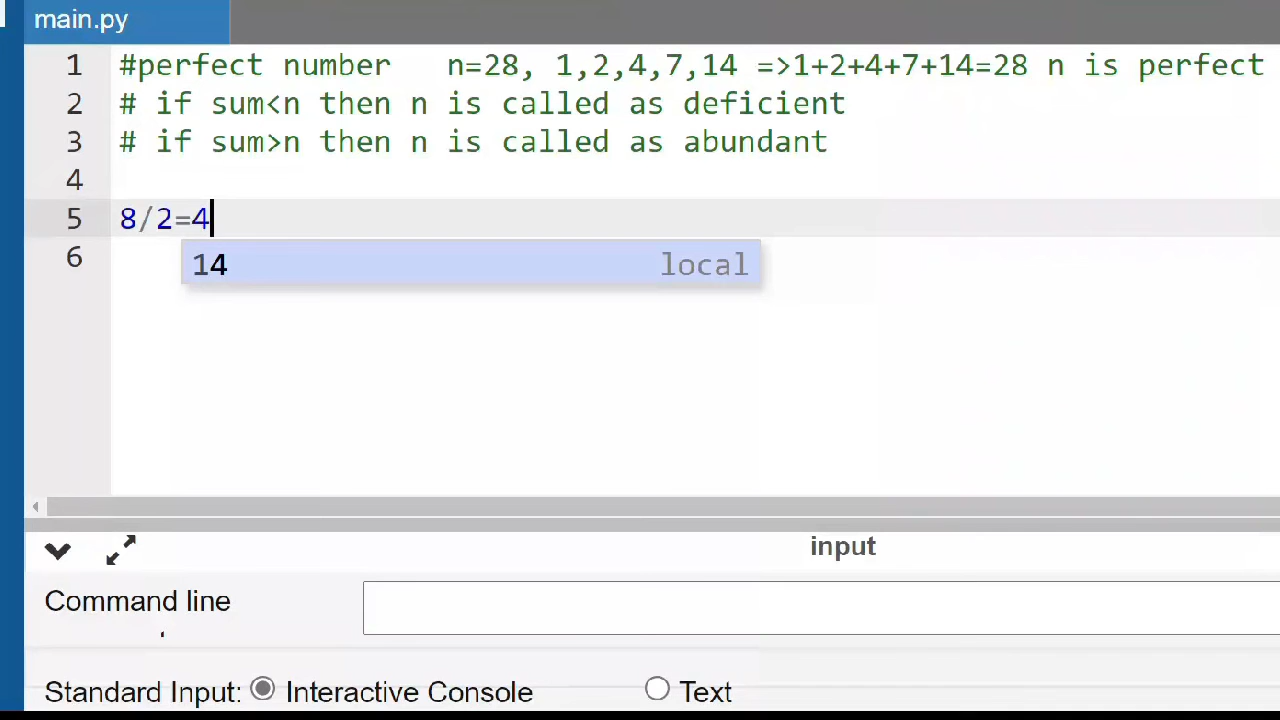 main.py
1 #perfect number   n=28, 1,2,4,7,14 =>1+2+4+7+14=28 n is perfect
2 # if sum<n then n is called as deficient
3 # if sum>n then n is called as abundant
4
5 8/2=4
14 local
6
input
Command line
Standard Input: Interactive Console Text